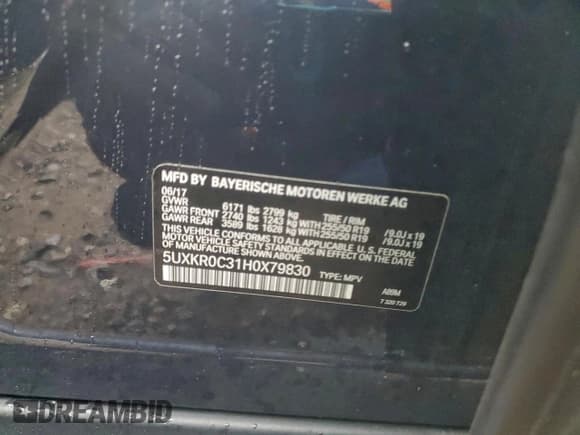 MFD BY BAYERISCHE MOTOREN WERKE AG
06/17
GVWR 6171 lbs 2799 kg TIRE / RIM
GAWR FRONT 2740 lbs 1243 kg WITH 255/50 R19 /9.0J x 19
GAWR REAR 3589 lbs 1628 kg WITH 255/50 R19 /9.0J x 19
THIS VEHICLE CONFORMS TO ALL APPLICABLE U.S. FEDERAL
MOTOR VEHICLE SAFETY STANDARDS IN EFFECT ON THE DATE
OF MANUFACTURE SHOWN ABOVE.
5UXKR0C31H0X79830 TYPE: MPV
7 320 729
DREAMBID